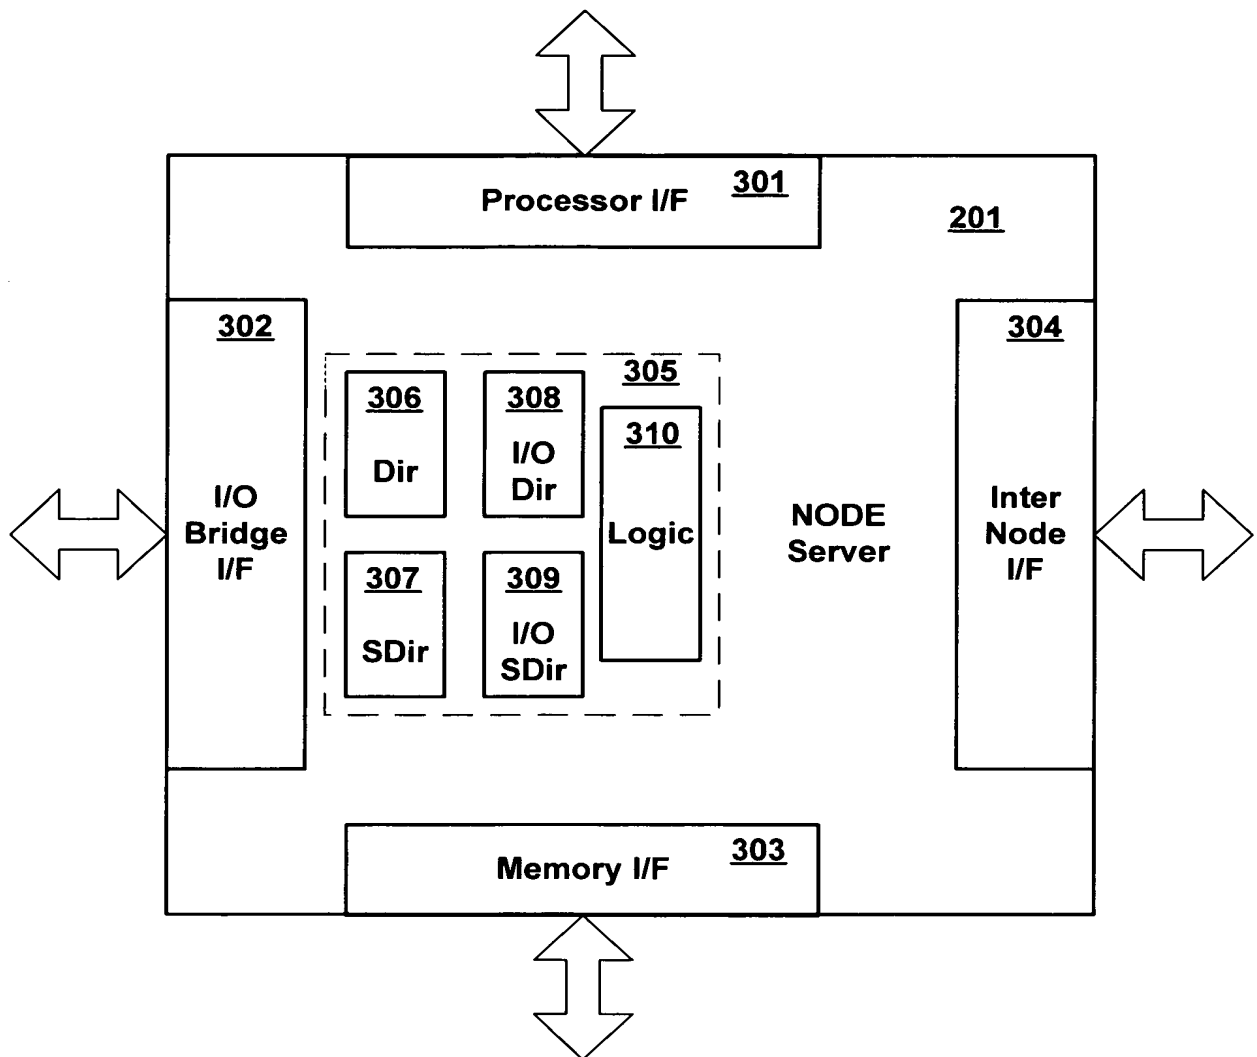 301
Processor I/F
201
302
I/O
Bridge
I/F
305
306
Dir
308
I/O
Dir
310
Logic
307
SDir
309
I/O
SDir
NODE
Server
304
Inter
Node
I/F
303
Memory I/F